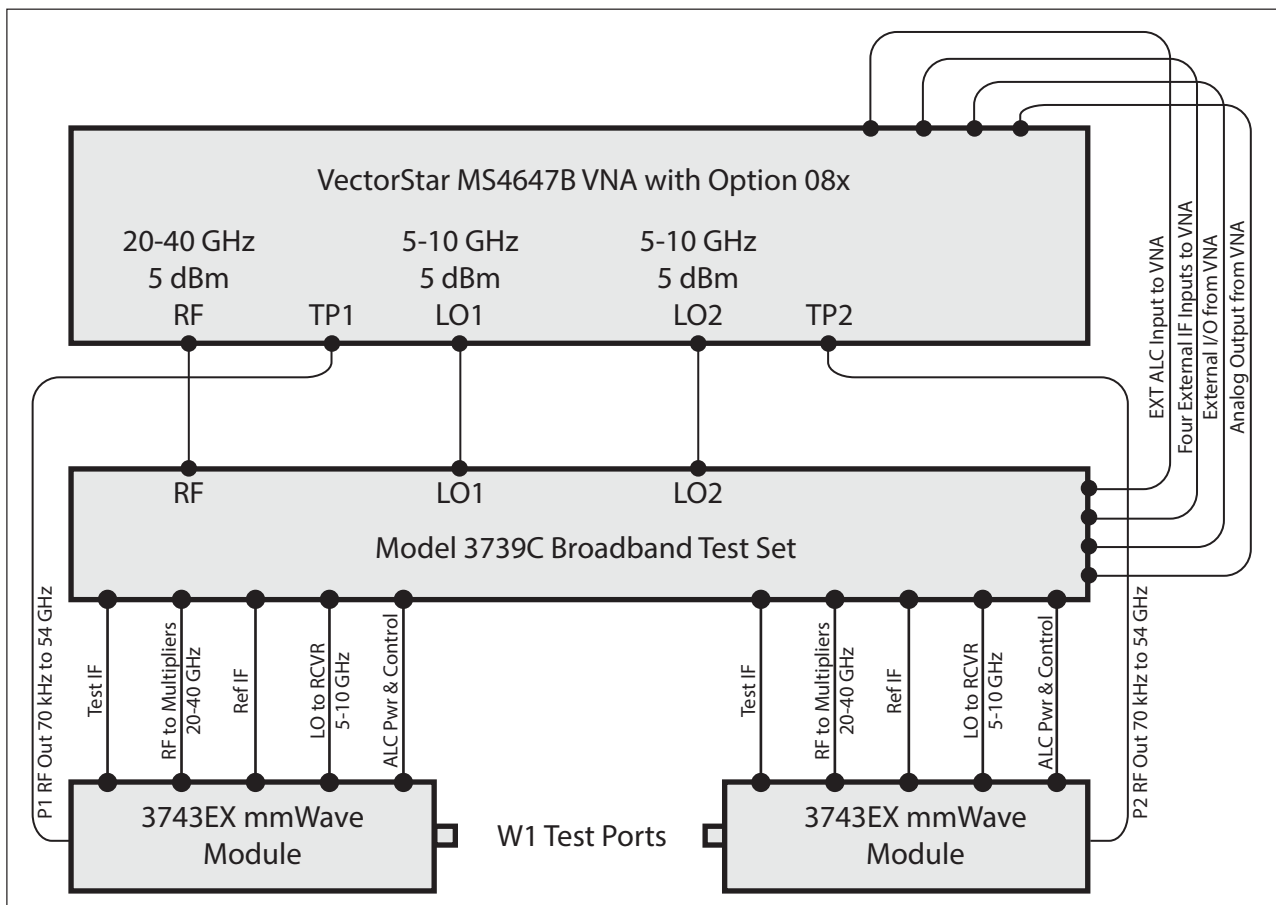 VectorStar MS4647B VNA with Option 08x
20-40 GHz
5 dBm
RF
TP1
5-10 GHz
5 dBm
LO1
5-10 GHz
5 dBm
LO2
TP2
EXT ALC Input to VNA
Four External IF Inputs to VNA
External I/O from VNA
Analog Output from VNA
RF
LO1
LO2
Model 3739C Broadband Test Set
P1 RF Out 70 kHz to 54 GHz
Test IF
RF to Multipliers
20-40 GHz
Ref IF
LO to RCVR
5-10 GHz
ALC Pwr & Control
Test IF
RF to Multipliers
20-40 GHz
Ref IF
LO to RCVR
5-10 GHz
ALC Pwr & Control
P2 RF Out 70 kHz to 54 GHz
3743EX mmWave
Module
W1 Test Ports
3743EX mmWave
Module